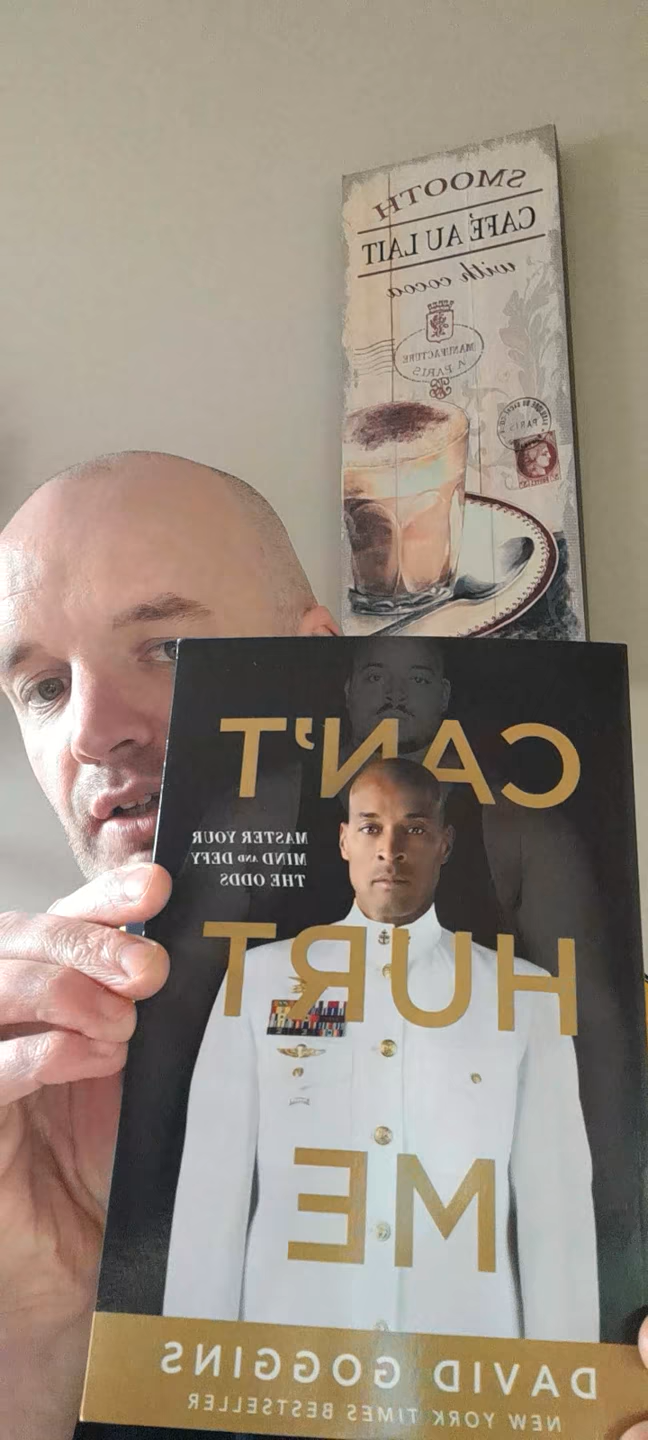 SMOOTH
CAFÉ AU LAIT
with cocoa
MANUFACTURE
A PARIS
PARIS
CAN'T
MASTER YOUR
MIND AND DEFY
THE ODDS
HURT
ME
DAVID GOGGINS
NEW YORK TIMES BESTSELLER